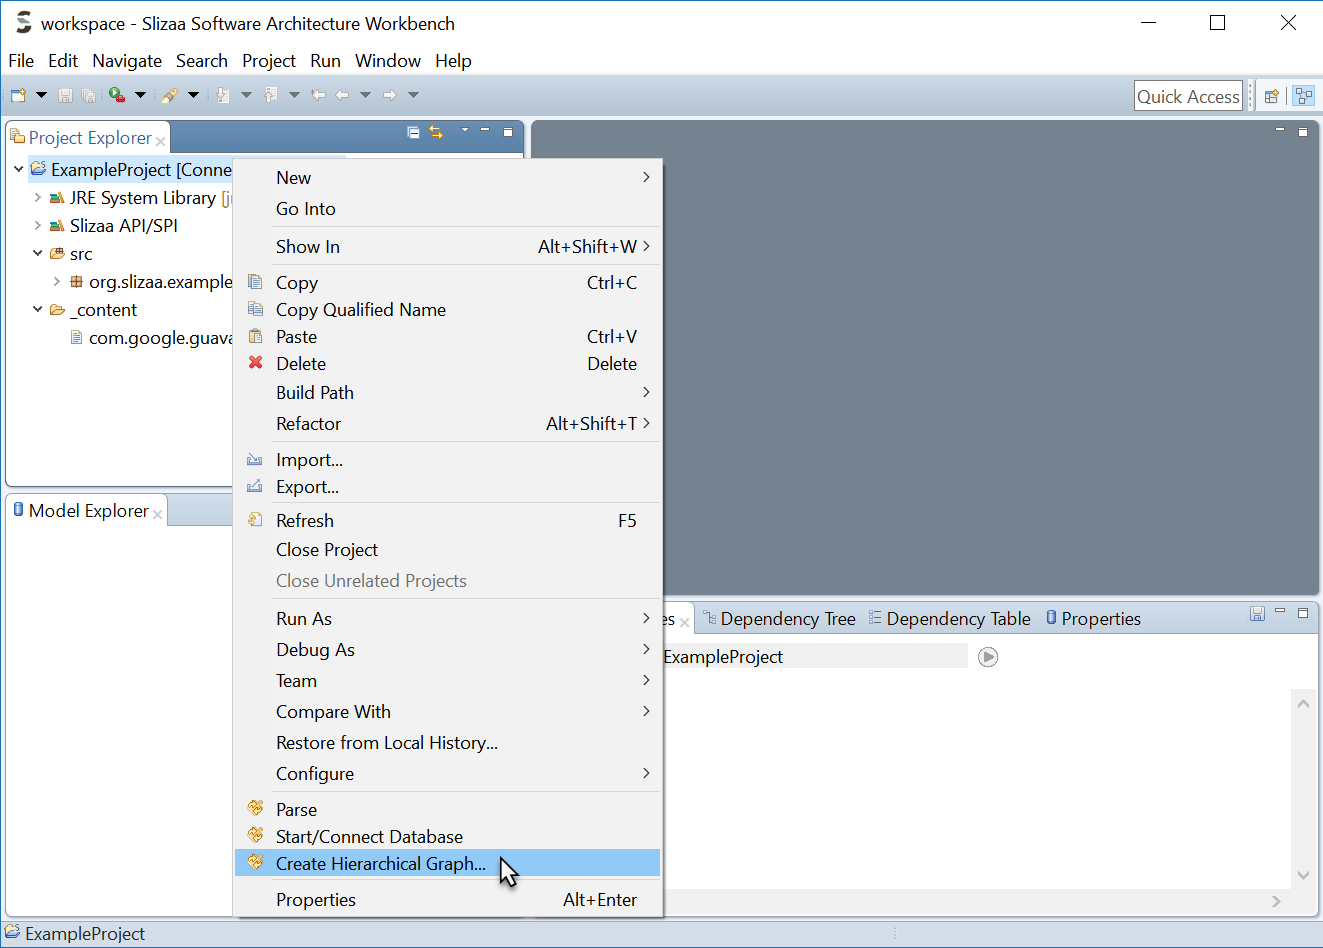 workspace - Slizaa Software Architecture Workbench
File Edit Navigate Search Project Run Window Help
Quick Access
Project Explorer
ExampleProject [Conne
JRE System Library [j
Slizaa API/SPI
src
org.slizaa.example
_content
com.google.guava
Model Explorer
New
Go Into
Show In Alt+Shift+W
Copy Ctrl+C
Copy Qualified Name
Paste Ctrl+V
Delete Delete
Build Path
Refactor Alt+Shift+T
Import...
Export...
Refresh F5
Close Project
Close Unrelated Projects
Run As
Debug As
Team
Compare With
Restore from Local History...
Configure
Parse
Start/Connect Database
Create Hierarchical Graph...
Properties Alt+Enter
es Dependency Tree Dependency Table Properties
ExampleProject
ExampleProject